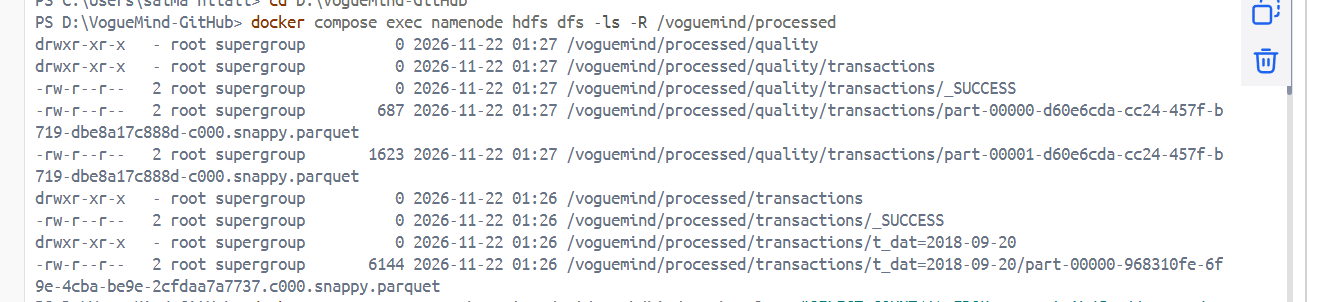 PS D:\VogueMind-GitHub> docker compose exec namenode hdfs dfs -ls -R /voguemind/processed
drwxr-xr-x   - root supergroup          0 2026-11-22 01:27 /voguemind/processed/quality
drwxr-xr-x   - root supergroup          0 2026-11-22 01:27 /voguemind/processed/quality/transactions
-rw-r--r--   2 root supergroup          0 2026-11-22 01:27 /voguemind/processed/quality/transactions/_SUCCESS
-rw-r--r--   2 root supergroup        687 2026-11-22 01:27 /voguemind/processed/quality/transactions/part-00000-d60e6cda-cc24-457f-b
719-dbe8a17c888d-c000.snappy.parquet
-rw-r--r--   2 root supergroup       1623 2026-11-22 01:27 /voguemind/processed/quality/transactions/part-00001-d60e6cda-cc24-457f-b
719-dbe8a17c888d-c000.snappy.parquet
drwxr-xr-x   - root supergroup          0 2026-11-22 01:26 /voguemind/processed/transactions
-rw-r--r--   2 root supergroup          0 2026-11-22 01:26 /voguemind/processed/transactions/_SUCCESS
drwxr-xr-x   - root supergroup          0 2026-11-22 01:26 /voguemind/processed/transactions/t_dat=2018-09-20
-rw-r--r--   2 root supergroup       6144 2026-11-22 01:26 /voguemind/processed/transactions/t_dat=2018-09-20/part-00000-968310fe-6f
9e-4cba-be9e-2cfdaa7a7737.c000.snappy.parquet